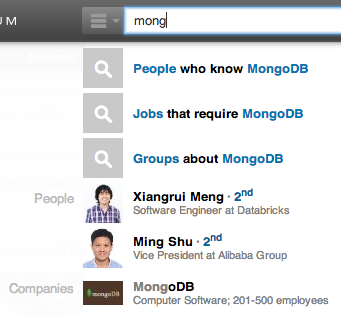 UM
mong
People who know MongoDB
Jobs that require MongoDB
Groups about MongoDB
People
Xiangrui Meng · 2nd
Software Engineer at Databricks
Ming Shu · 2nd
Vice President at Alibaba Group
Companies
mongoDB
MongoDB
Computer Software; 201-500 employees